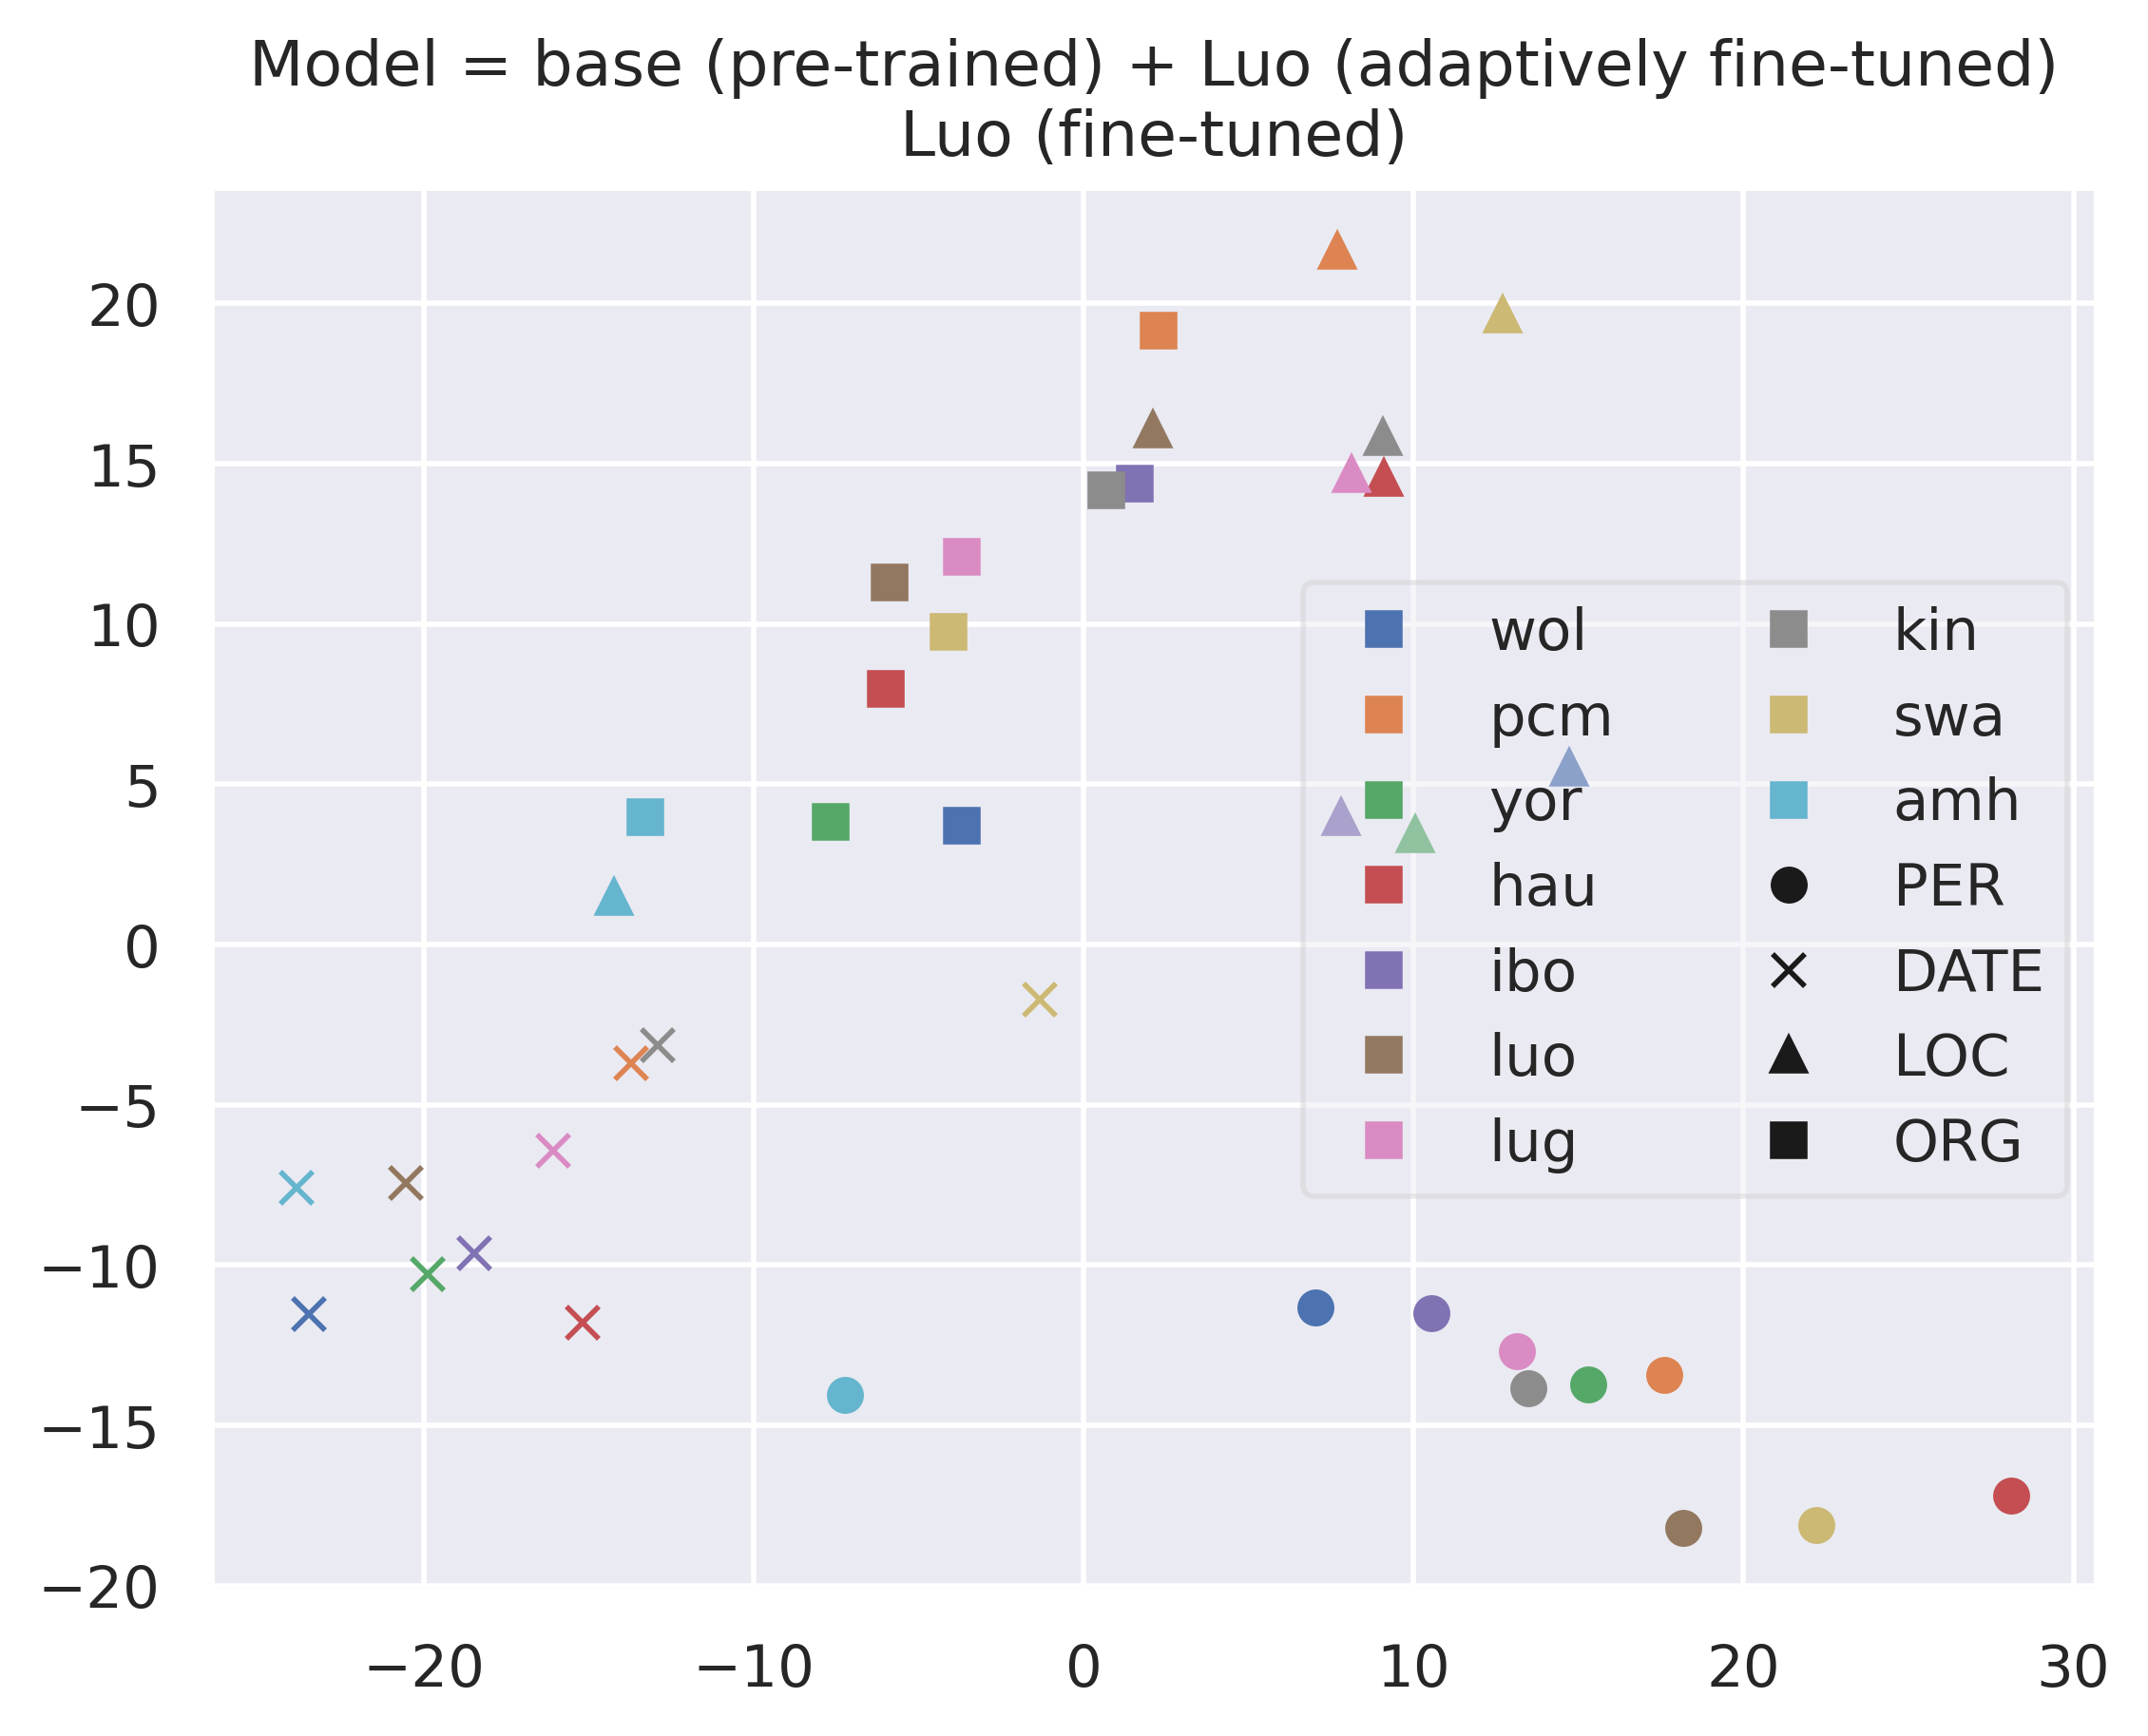 Model = base (pre-trained) + Luo (adaptively fine-tuned)
Luo (fine-tuned)
20
15
10
5
0
−5
−10
−15
−20
−20
−10
0
10
20
30
wol
pcm
yor
hau
ibo
luo
lug
kin
swa
amh
PER
DATE
LOC
ORG